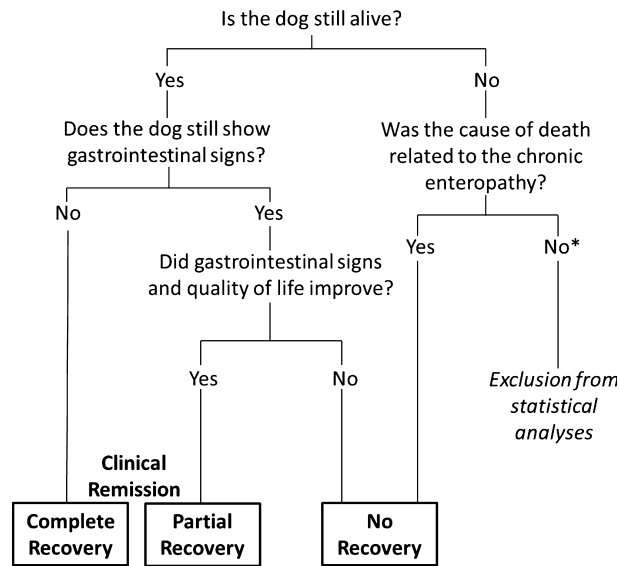 Is the dog still alive?
Yes
No
Does the dog still show
gastrointestinal signs?
Was the cause of death
related to the chronic
enteropathy?
No
Yes
Yes
No*
Did gastrointestinal signs
and quality of life improve?
Yes
No
Exclusion from
statistical
analyses
Clinical
Remission
Complete
Recovery
Partial
Recovery
No
Recovery